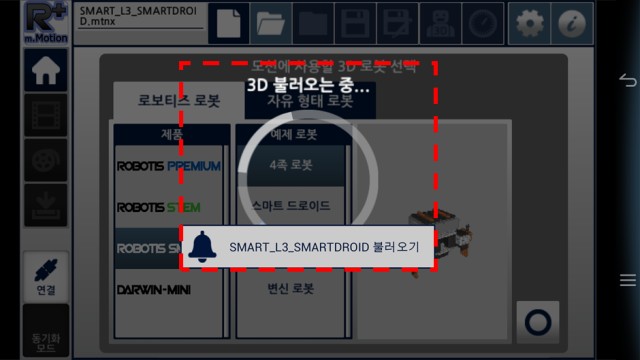 R+
m.Motion
SMART_L3_SMARTDROI
D.mtnx
모션에 사용할 3D 로봇 선택
3D 불러오는 중...
로보티즈 로봇
자유 형태 로봇
제품
예제 로봇
ROBOTIS PREMIUM
4족 로봇
ROBOTIS STEM
스마트 드로이드
ROBOTIS SM
SMART_L3_SMARTDROID 불러오기
DARWIN-MINI
변신 로봇
연결
동기화
모드